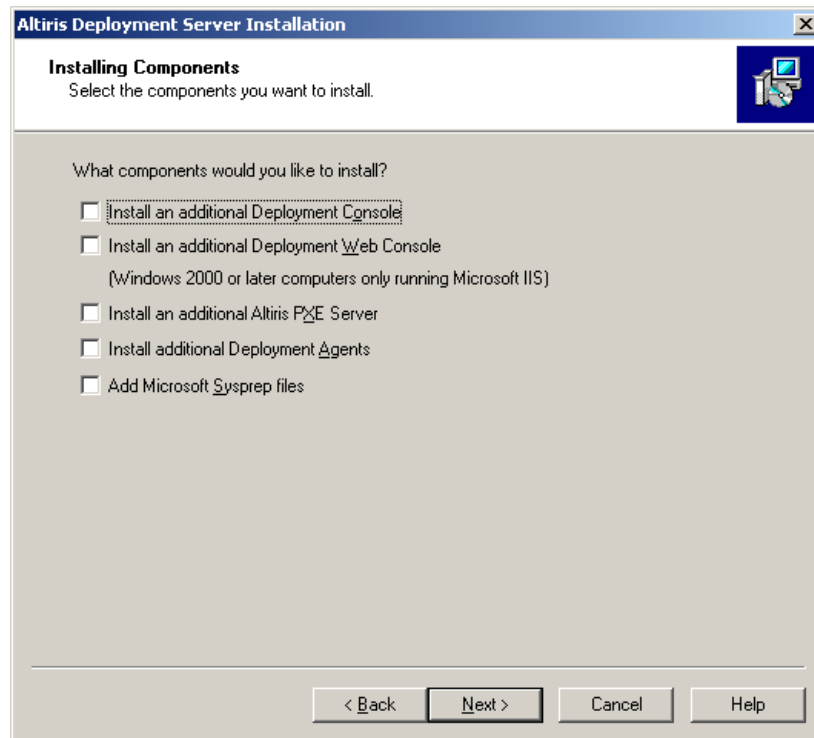 Altiris Deployment Server Installation
Installing Components
Select the components you want to install.
What components would you like to install?
Install an additional Deployment Console
Install an additional Deployment Web Console
(Windows 2000 or later computers only running Microsoft IIS)
Install an additional Altiris PXE Server
Install additional Deployment Agents
Add Microsoft Sysprep files
< Back Next > Cancel Help